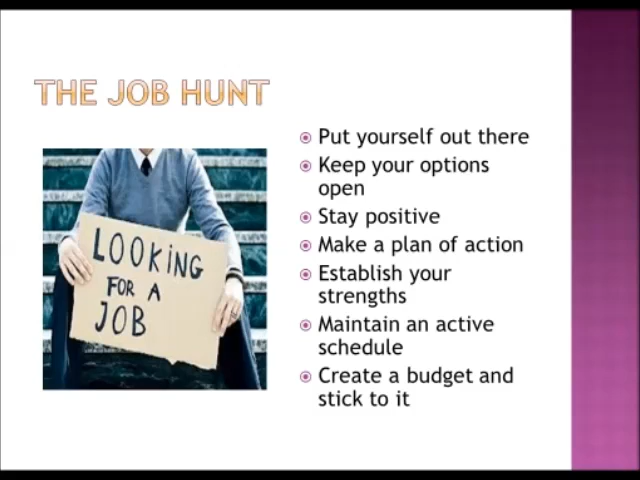 THE JOB HUNT
LOOKING
FOR A
JOB
Put yourself out there
Keep your options
open
Stay positive
Make a plan of action
Establish your
strengths
Maintain an active
schedule
Create a budget and
stick to it